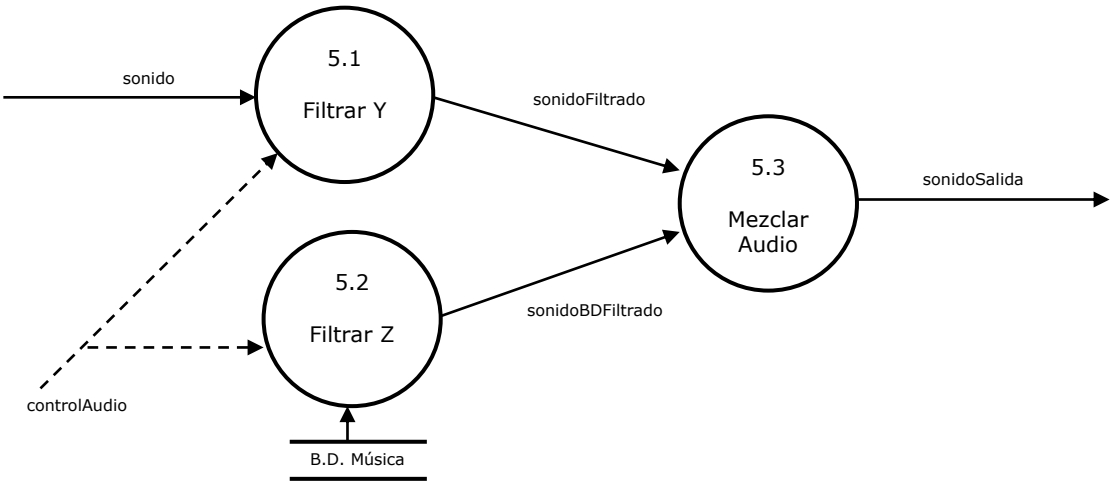 5.1
Filtrar Y
sonido
sonidoFiltrado
5.3
Mezclar
Audio
sonidoSalida
5.2
Filtrar Z
sonidoBDFiltrado
controlAudio
B.D. Música